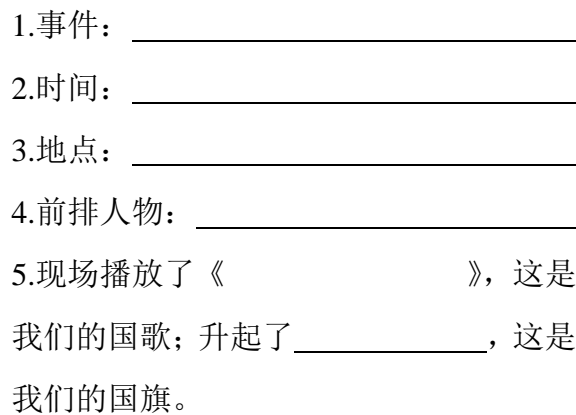 1.事件：
2.时间：
3.地点：
4.前排人物：
5.现场播放了《 》，这是
我们的国歌；升起了 ，这是
我们的国旗。